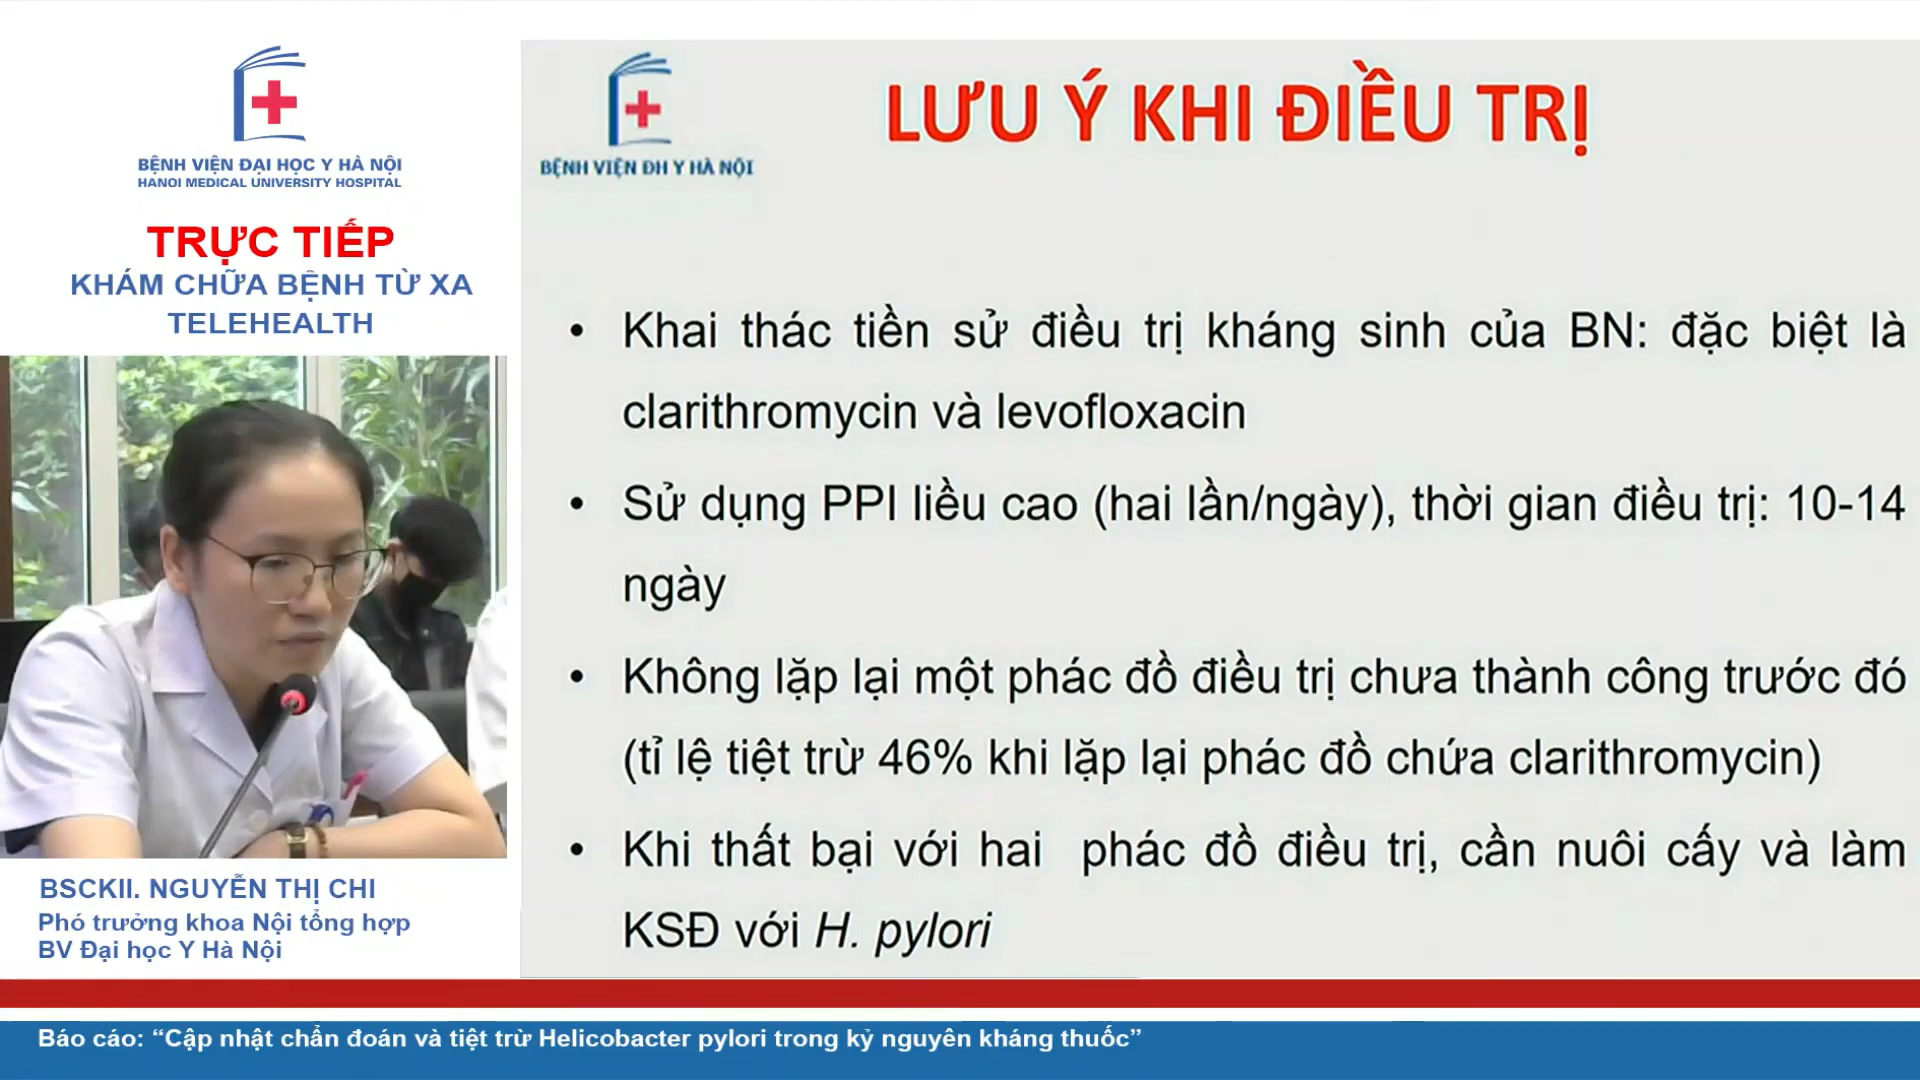 BỆNH VIỆN ĐẠI HỌC Y HÀ NỘI
HANOI MEDICAL UNIVERSITY HOSPITAL
TRỰC TIẾP
KHÁM CHỮA BỆNH TỪ XA
TELEHEALTH
BSCKII. NGUYỄN THỊ CHI
Phó trưởng khoa Nội tổng hợp
BV Đại học Y Hà Nội
BỆNH VIỆN ĐH Y HÀ NỘI
LƯU Ý KHI ĐIỀU TRỊ
• Khai thác tiền sử điều trị kháng sinh của BN: đặc biệt là
clarithromycin và levofloxacin
• Sử dụng PPI liều cao (hai lần/ngày), thời gian điều trị: 10-14
ngày
• Không lặp lại một phác đồ điều trị chưa thành công trước đó
(tỉ lệ tiệt trừ 46% khi lặp lại phác đồ chứa clarithromycin)
• Khi thất bại với hai phác đồ điều trị, cần nuôi cấy và làm
KSĐ với H. pylori
Báo cáo: “Cập nhật chẩn đoán và tiệt trừ Helicobacter pylori trong kỷ nguyên kháng thuốc”